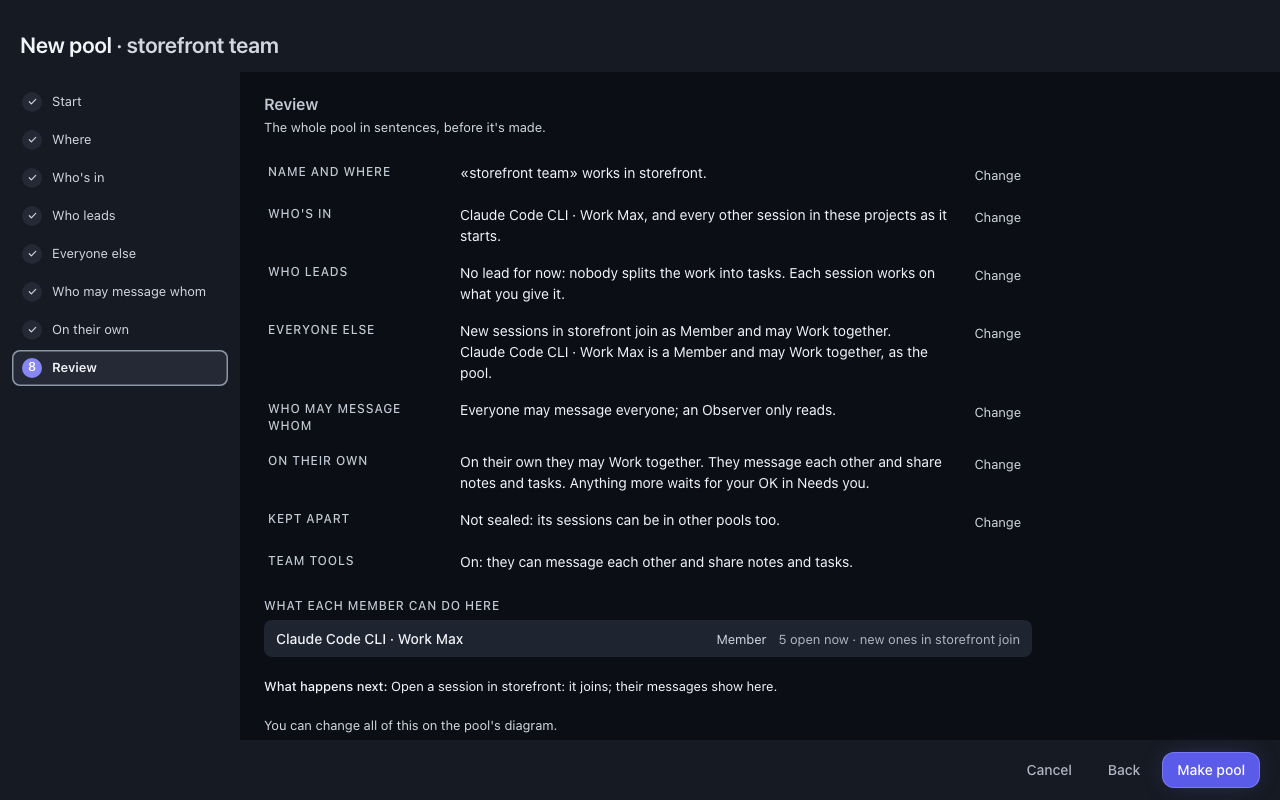 New pool · storefront team
Start
Where
Who's in
Who leads
Everyone else
Who may message whom
On their own
8 Review
Review
The whole pool in sentences, before it's made.
NAME AND WHERE
«storefront team» works in storefront.
Change
WHO'S IN
Claude Code CLI · Work Max, and every other session in these projects as it
starts.
Change
WHO LEADS
No lead for now: nobody splits the work into tasks. Each session works on
what you give it.
Change
EVERYONE ELSE
New sessions in storefront join as Member and may Work together.
Claude Code CLI · Work Max is a Member and may Work together, as the
pool.
Change
WHO MAY MESSAGE
WHOM
Everyone may message everyone; an Observer only reads.
Change
ON THEIR OWN
On their own they may Work together. They message each other and share
notes and tasks. Anything more waits for your OK in Needs you.
Change
KEPT APART
Not sealed: its sessions can be in other pools too.
Change
TEAM TOOLS
On: they can message each other and share notes and tasks.
WHAT EACH MEMBER CAN DO HERE
Claude Code CLI · Work Max
Member
5 open now · new ones in storefront join
What happens next: Open a session in storefront: it joins; their messages show here.
You can change all of this on the pool's diagram.
Cancel
Back
Make pool